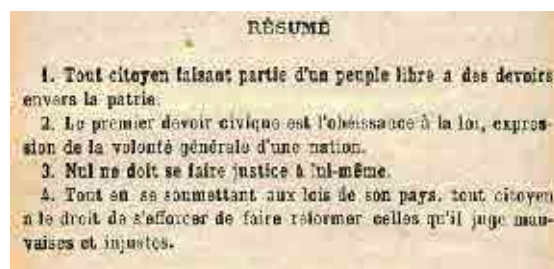 RÉSUMÉ
1. Tout citoyen faisant partie d'un peuple libre a des devoirs
envers la patrie.
2. Le premier devoir civique est l'obéissance à la loi, expres-
sion de la volonté générale d'une nation.
3. Nul ne doit se faire justice à lui-même.
4. Tout en se soumettant aux lois de son pays, tout citoyen
a le droit de s'efforcer de faire réformer celles qu'il juge mau-
vaises et injustes.